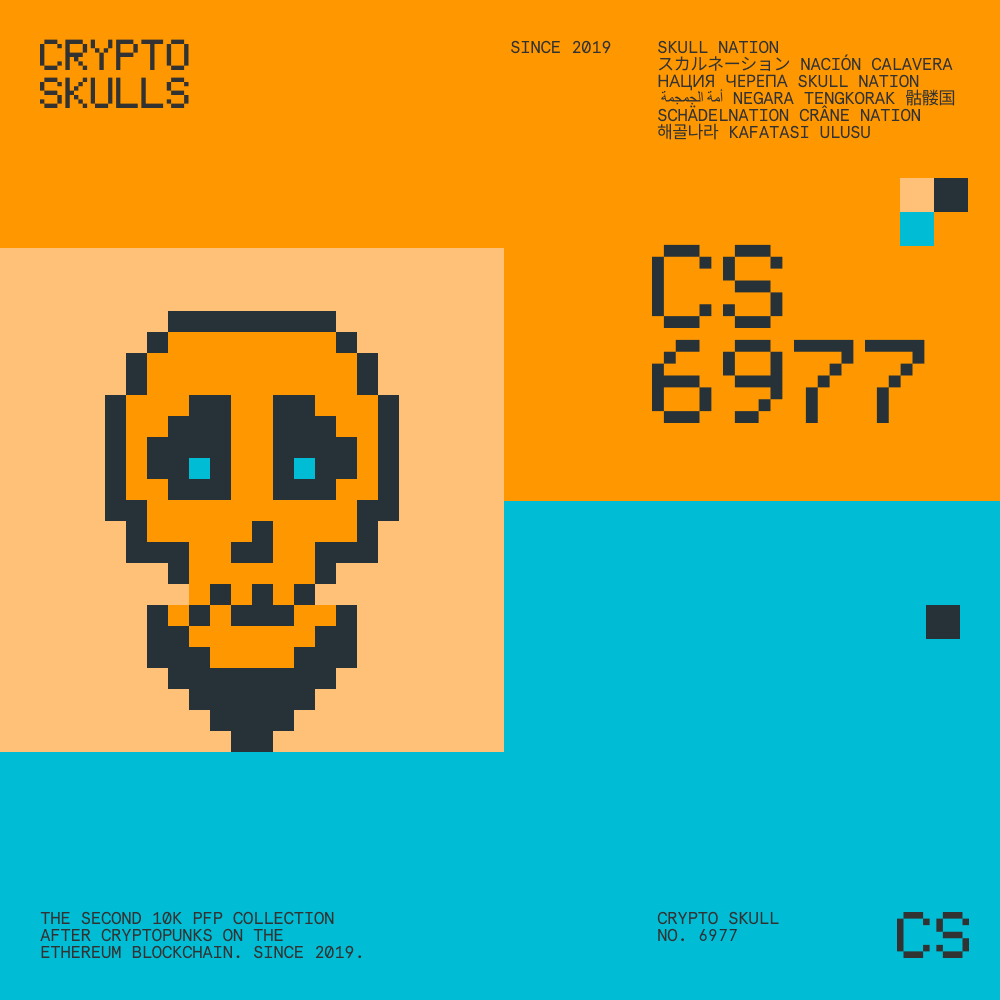 CRYPTO
SKULLS
SINCE 2019
SKULL NATION
スカルネーション NACIÓN CALAVERA
НАЦИЯ ЧЕРЕПА SKULL NATION
أمة الجمجمة NEGARA TENGKORAK 骷髅国
SCHÄDELNATION CRÂNE NATION
해골나라 KAFATASI ULUSU
CS
6977
THE SECOND 10K PFP COLLECTION
AFTER CRYPTOPUNKS ON THE
ETHEREUM BLOCKCHAIN. SINCE 2019.
CRYPTO SKULL
NO. 6977
CS